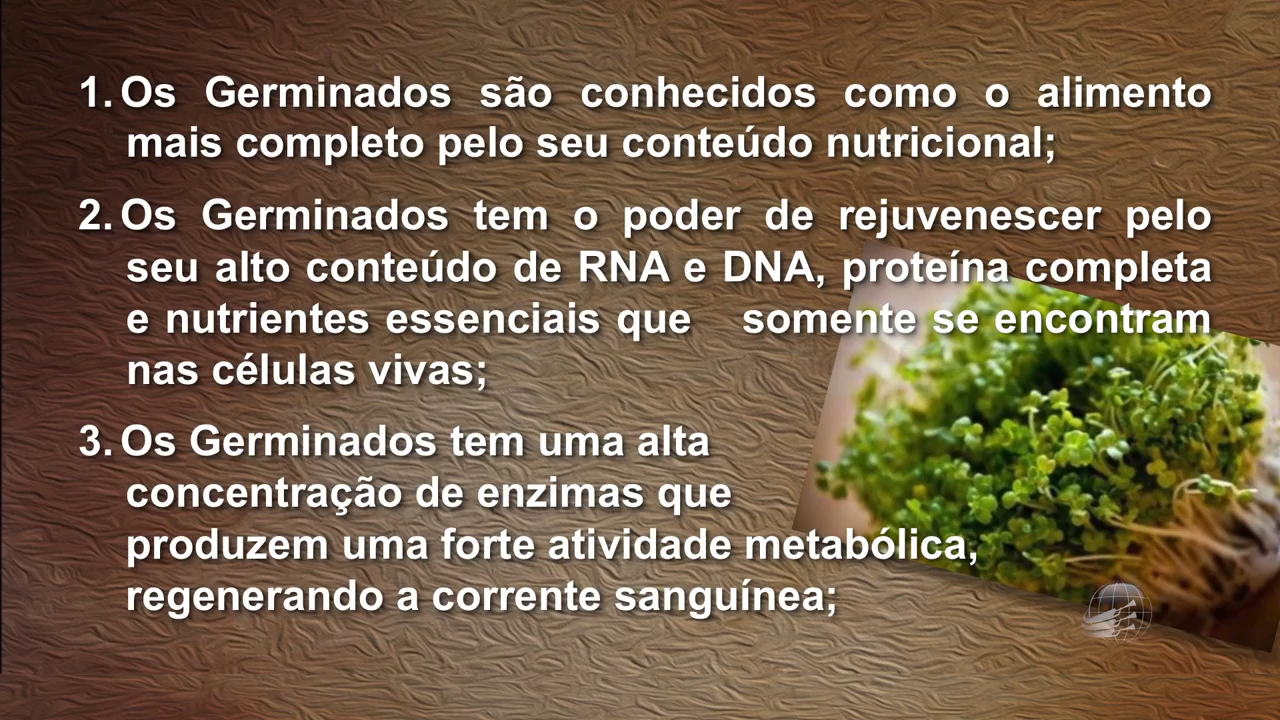 1. Os Germinados são conhecidos como o alimento
mais completo pelo seu conteúdo nutricional;
2. Os Germinados tem o poder de rejuvenescer pelo
seu alto conteúdo de RNA e DNA, proteína completa
e nutrientes essenciais que somente se encontram
nas células vivas;
3. Os Germinados tem uma alta
concentração de enzimas que
produzem uma forte atividade metabólica,
regenerando a corrente sanguínea;